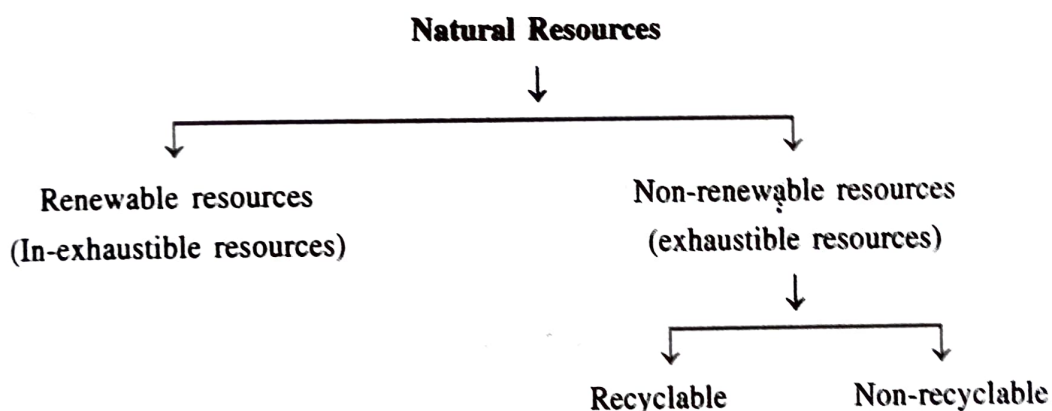 Natural Resources
Renewable resources
(In-exhaustible resources)
Non-renewable resources
(exhaustible resources)
Recyclable
Non-recyclable